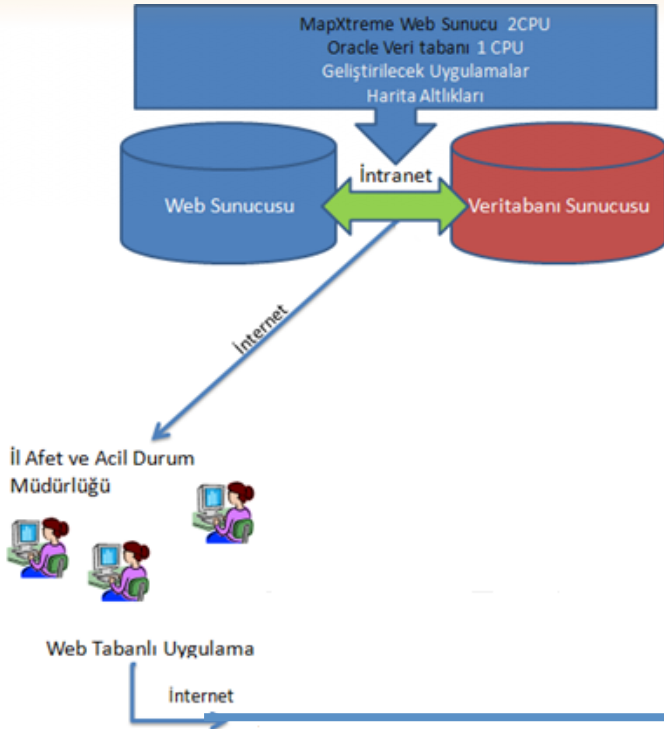 MapXtreme Web Sunucu 2CPU
Oracle Veri tabanı 1 CPU
Geliştirilecek Uygulamalar
Harita Altlıkları
İntranet
Web Sunucusu
Veritabanı Sunucusu
İnternet
İl Afet ve Acil Durum
Müdürlüğü
Web Tabanlı Uygulama
İnternet